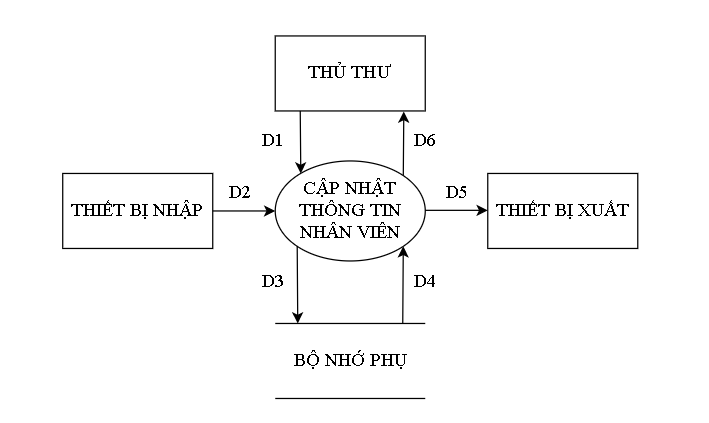 THỦ THƯ
D1
D6
THIẾT BỊ NHẬP
D2
CẬP NHẬT
THÔNG TIN
NHÂN VIÊN
D5
THIẾT BỊ XUẤT
D3
D4
BỘ NHỚ PHỤ